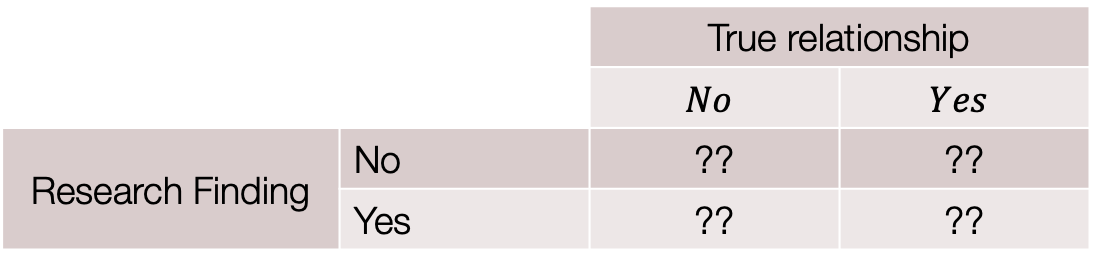 True relationship
No Yes
Research Finding
No ?? ??
Yes ?? ??